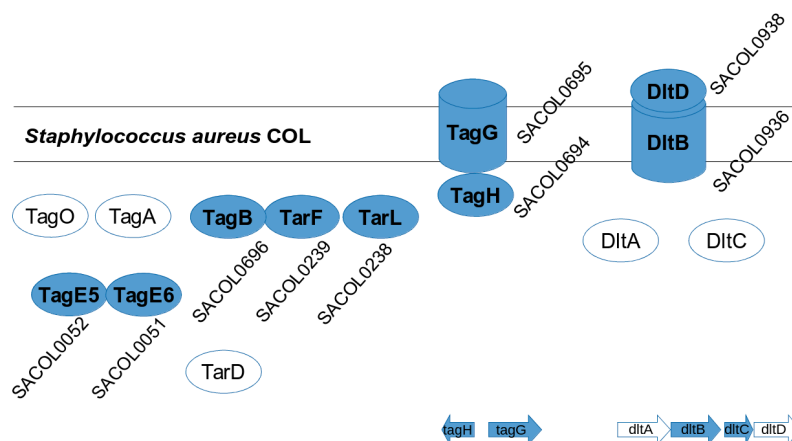 SACOL0938
SACOL0695
DltD
Staphylococcus aureus COL
TagG
DltB
SACOL0694
SACOL0936
TagH
TagO
TagA
TagB
TarF
TarL
DltA
DltC
SACOL0696
SACOL0239
SACOL0238
TagE5
TagE6
SACOL0052
SACOL0051
TarD
tagH
tagG
dltA
dltB
dltC
dltD